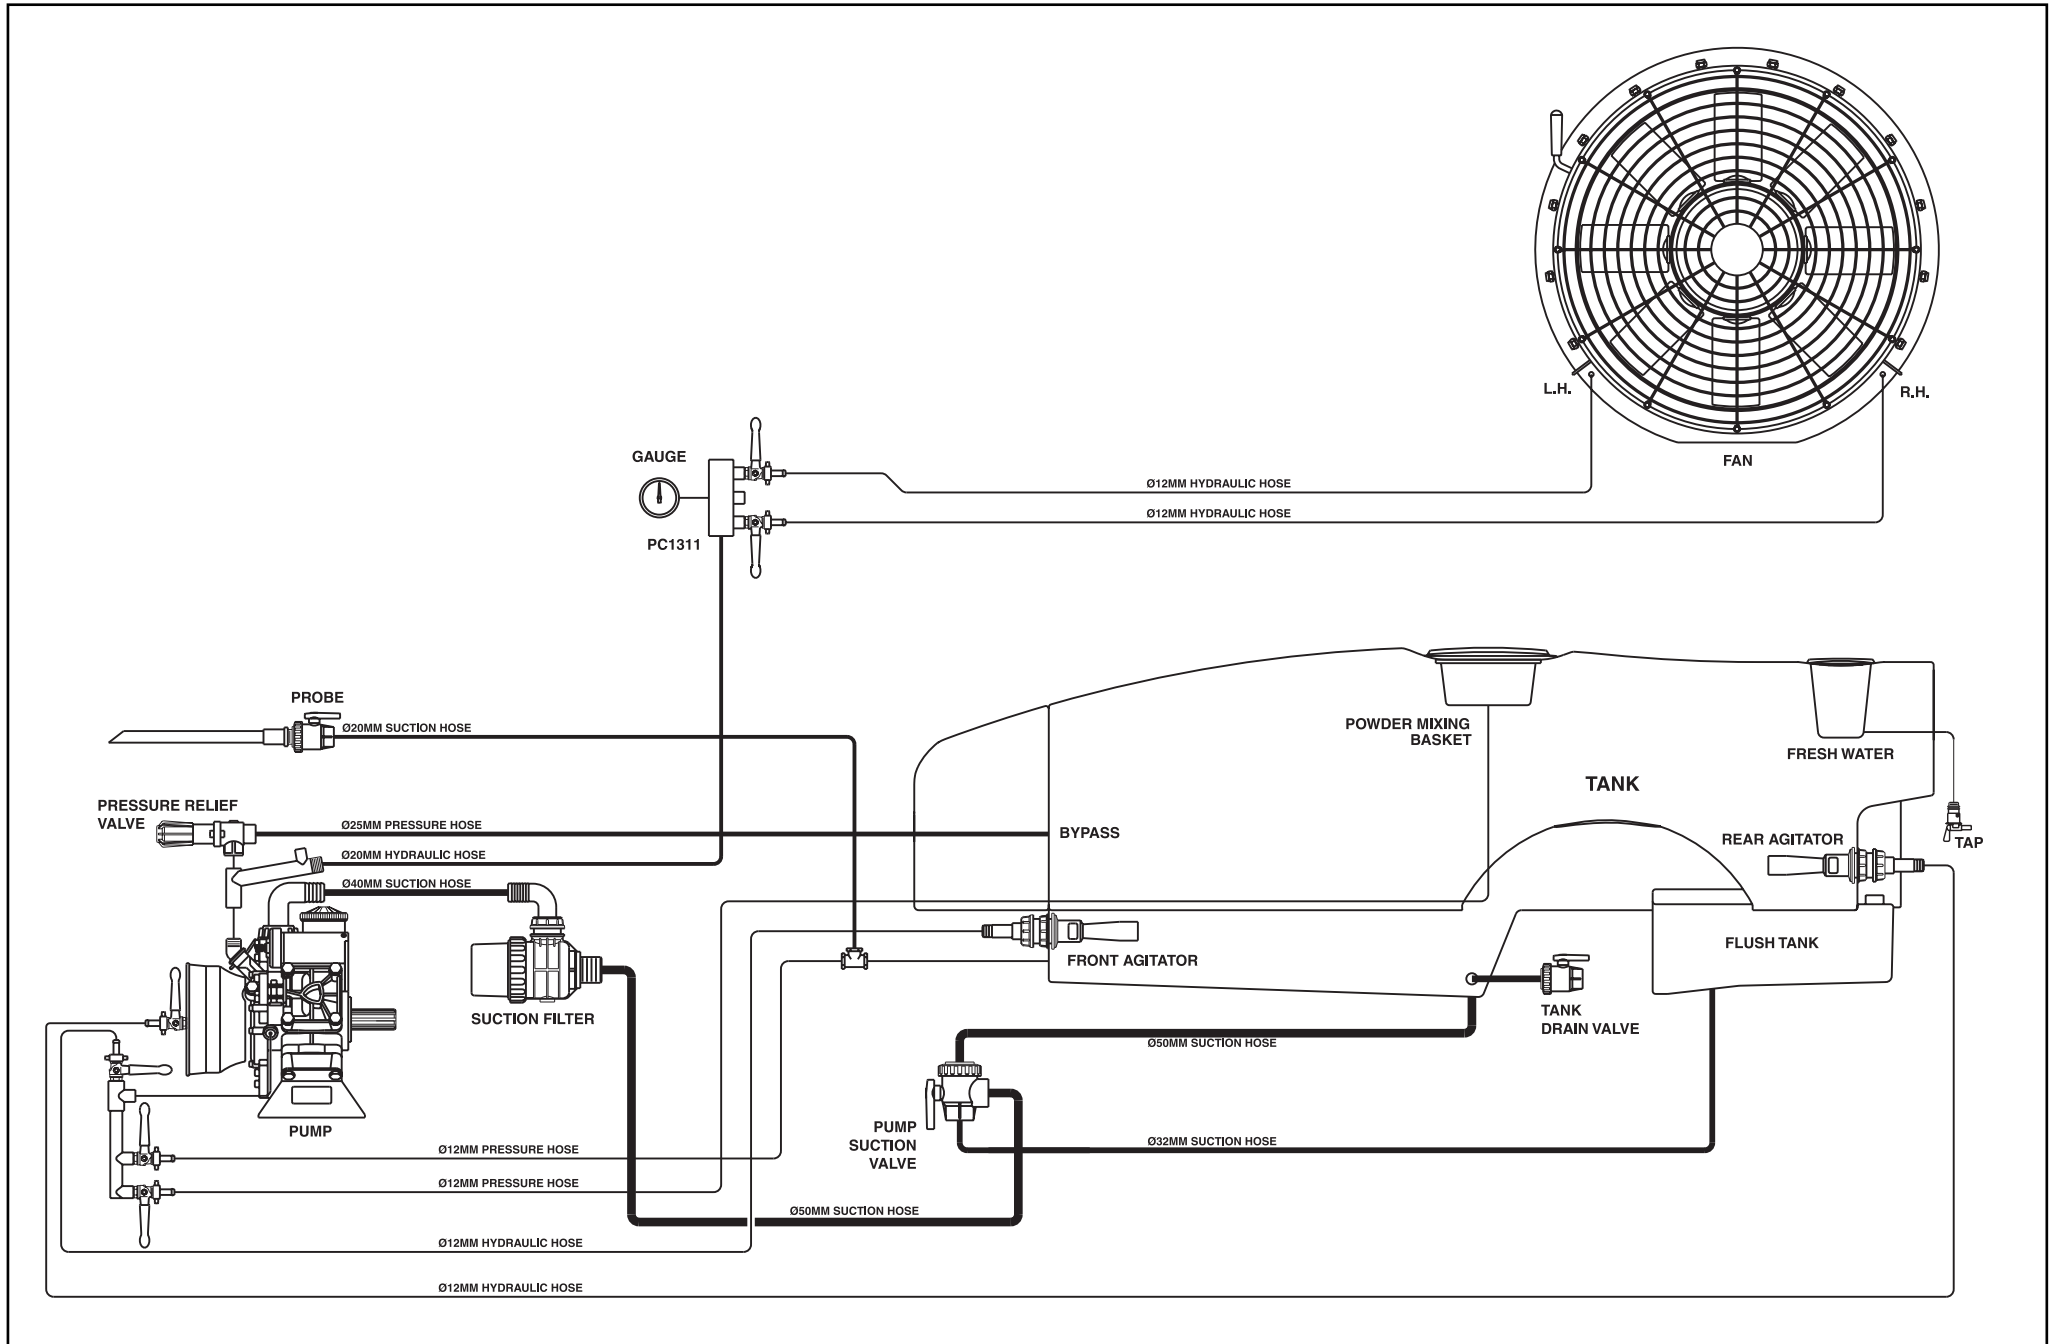 L.H.
R.H.
FAN
GAUGE
Ø12MM HYDRAULIC HOSE
Ø12MM HYDRAULIC HOSE
PC1311
PROBE
Ø20MM SUCTION HOSE
POWDER MIXING
BASKET
FRESH WATER
TANK
PRESSURE RELIEF
VALVE
Ø25MM PRESSURE HOSE
BYPASS
REAR AGITATOR
TAP
Ø20MM HYDRAULIC HOSE
Ø40MM SUCTION HOSE
FLUSH TANK
FRONT AGITATOR
SUCTION FILTER
TANK
DRAIN VALVE
Ø50MM SUCTION HOSE
PUMP
PUMP
SUCTION
VALVE
Ø32MM SUCTION HOSE
Ø12MM PRESSURE HOSE
Ø12MM PRESSURE HOSE
Ø50MM SUCTION HOSE
Ø12MM HYDRAULIC HOSE
Ø12MM HYDRAULIC HOSE